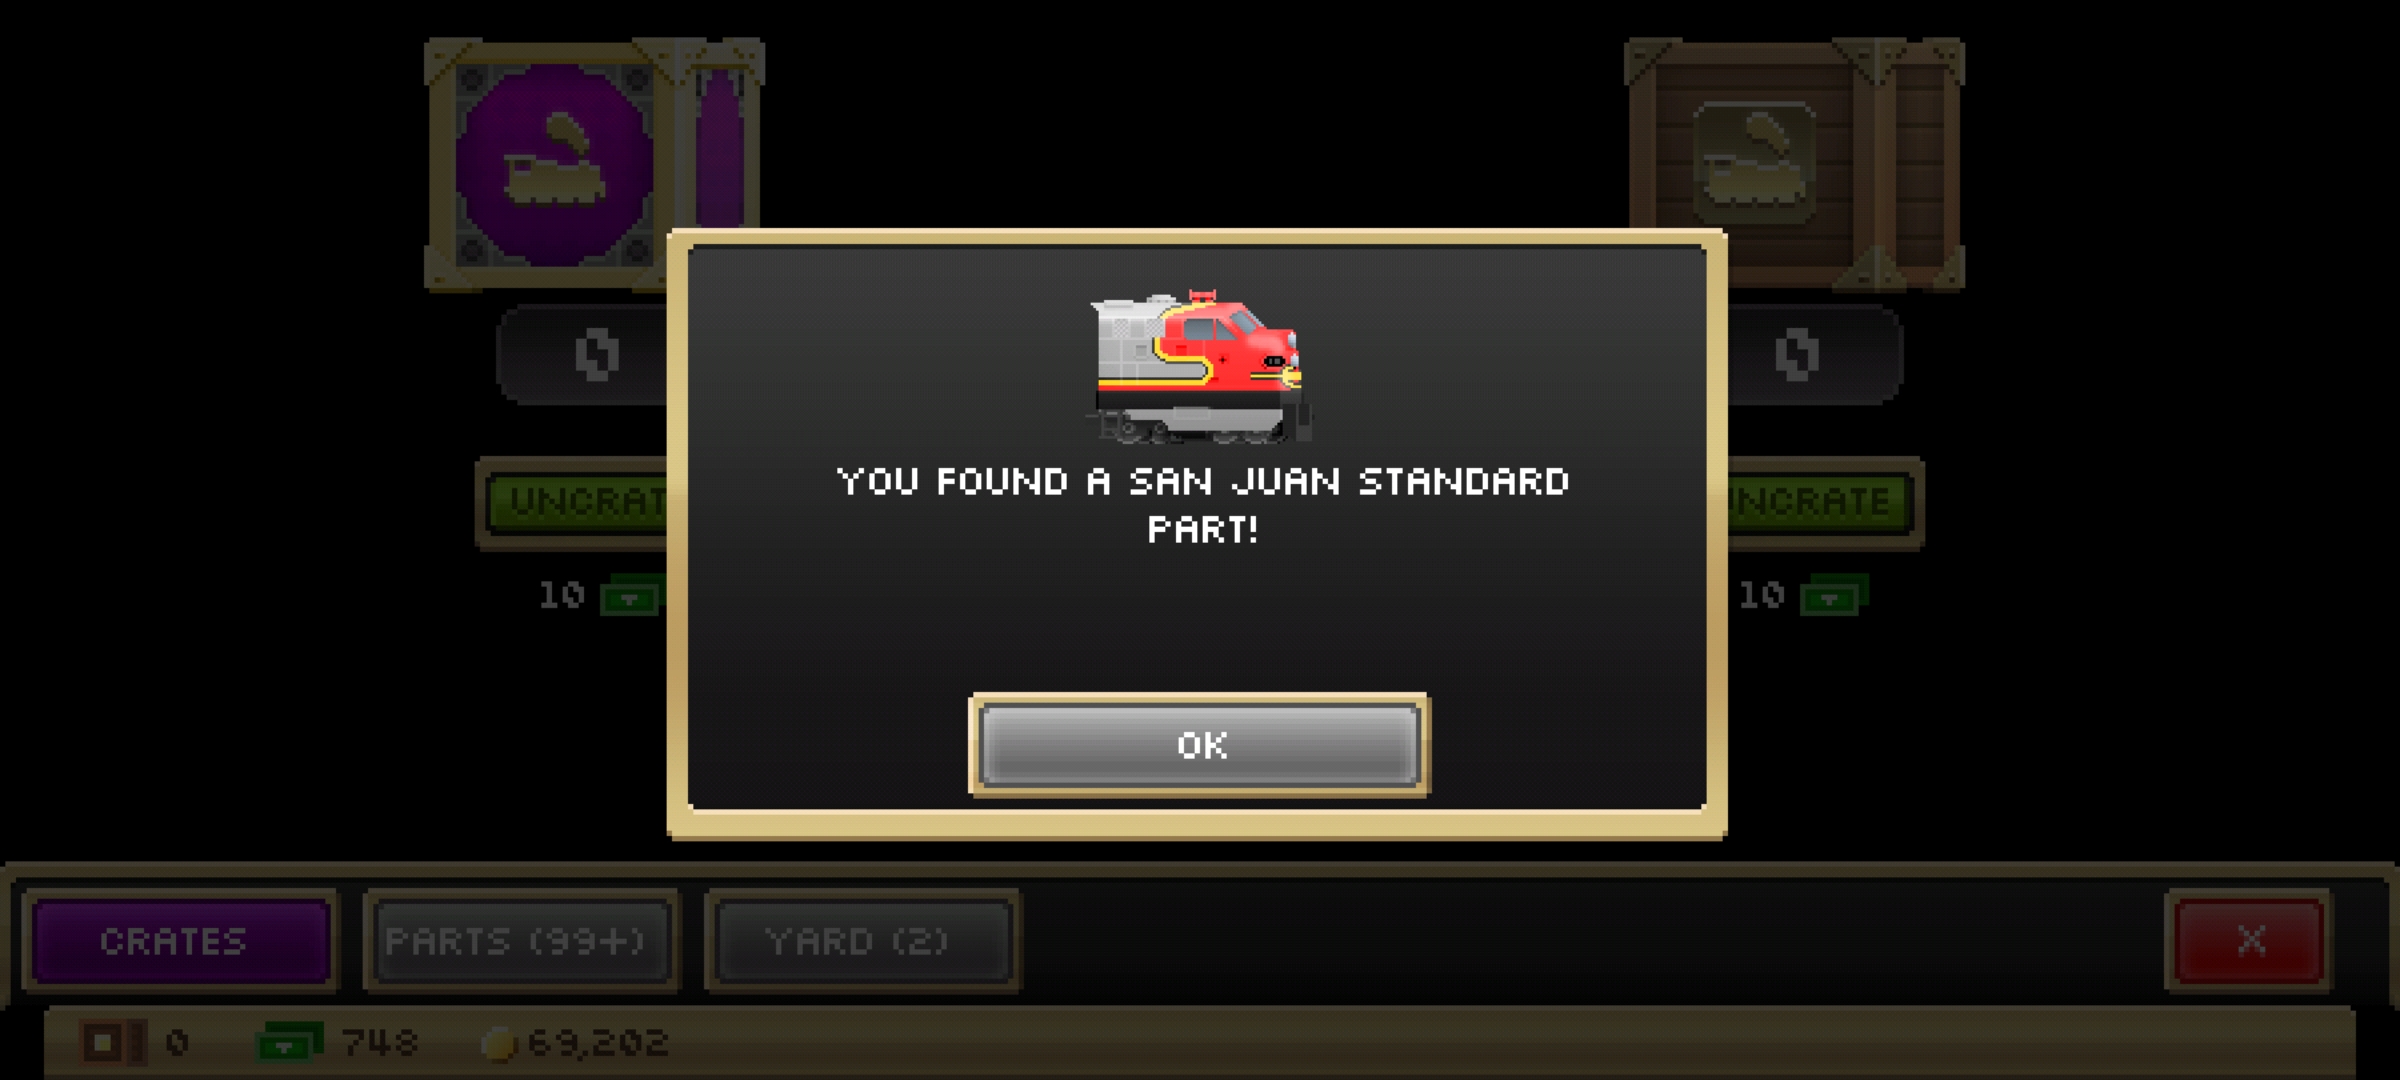 0
0
UNCRAT
NCRATE
10
10
YOU FOUND A SAN JUAN STANDARD
PART!
OK
CRATES
PARTS (99+)
YARD (2)
X
0
748
69,202